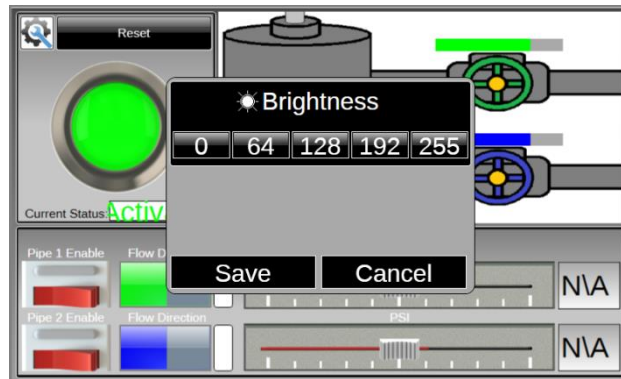 Reset
Brightness
0 64 128 192 255
Current Status: Activ
Save Cancel
Pipe 1 Enable Flow D
N\A
Pipe 2 Enable Flow Direction PSI
N\A